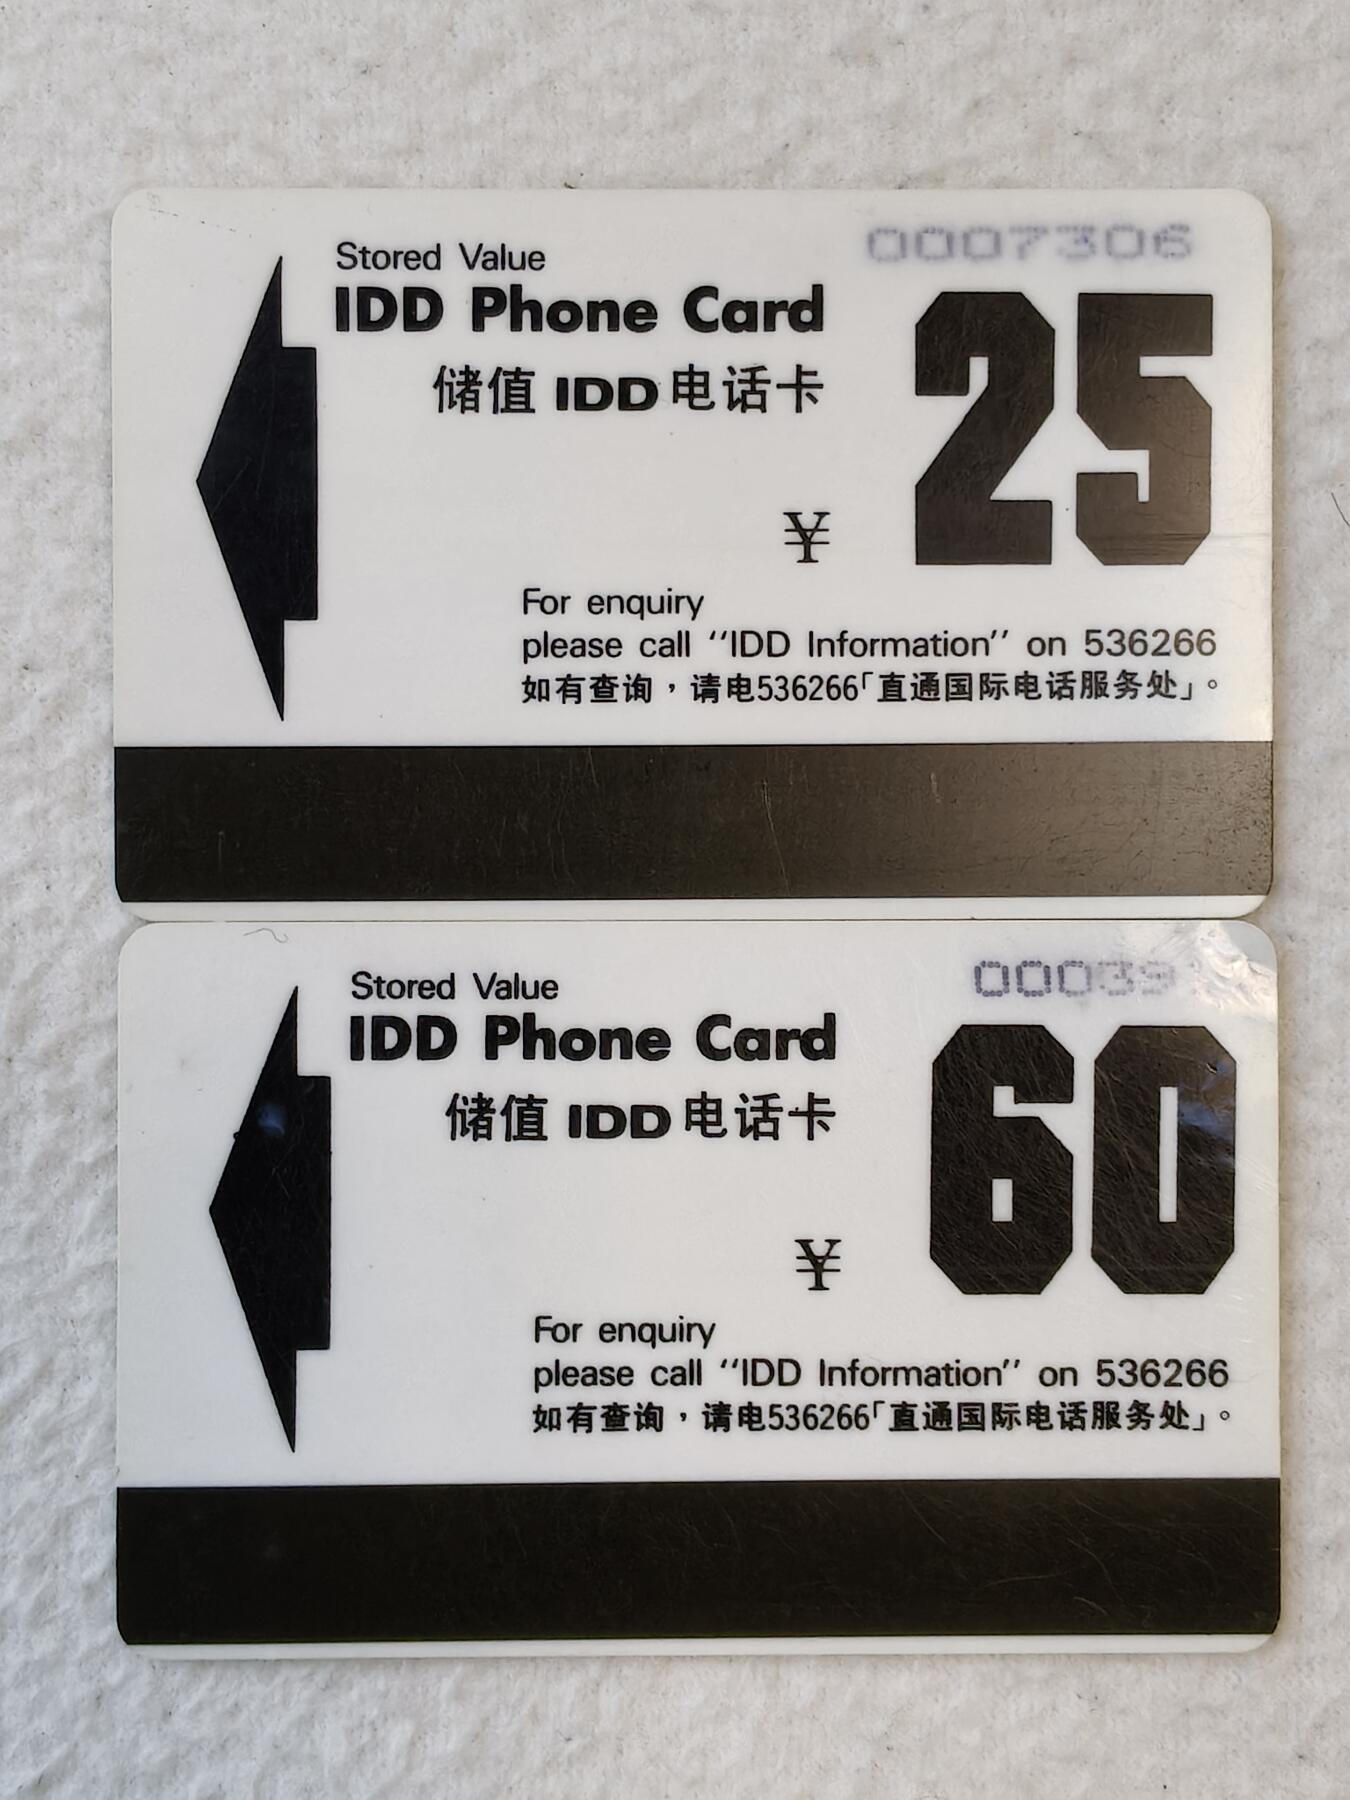 0007306
Stored Value
IDD Phone Card
储值 IDD 电话卡
25
¥
For enquiry
please call ‘‘IDD Information’’ on 536266
如有查询，请电536266「直通国际电话服务处」。
Stored Value
IDD Phone Card
储值 IDD 电话卡
60
¥
For enquiry
please call ‘‘IDD Information’’ on 536266
如有查询，请电536266「直通国际电话服务处」。